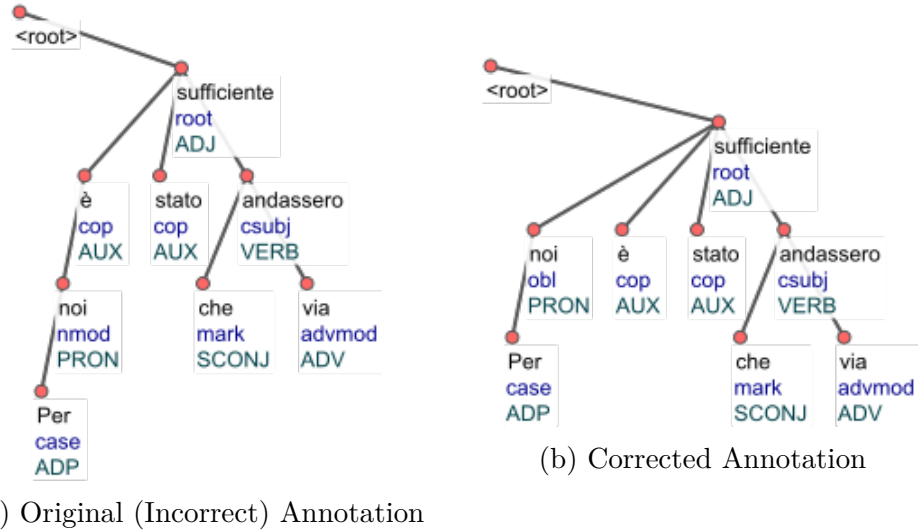 <root>
sufficiente
root
ADJ
è
cop
AUX
stato
cop
AUX
andassero
csubj
VERB
noi
nmod
PRON
che
mark
SCONJ
via
advmod
ADV
Per
case
ADP
) Original (Incorrect) Annotation
<root>
sufficiente
root
ADJ
noi
obl
PRON
è
cop
AUX
stato
cop
AUX
andassero
csubj
VERB
Per
case
ADP
che
mark
SCONJ
via
advmod
ADV
(b) Corrected Annotation